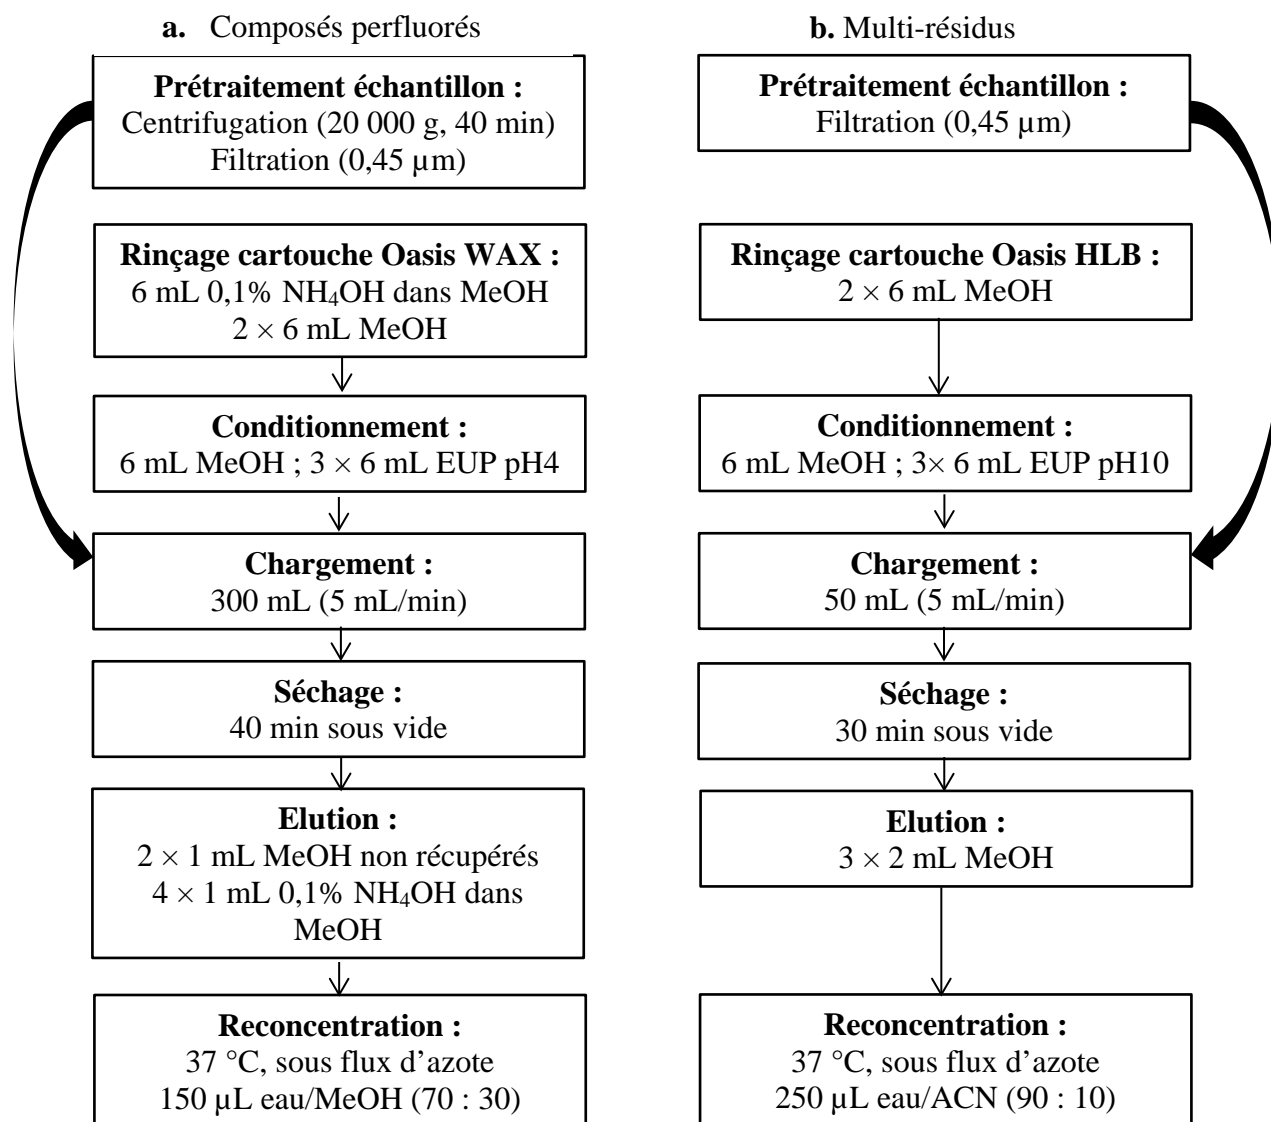 a. Composés perfluorés
Prétraitement échantillon :
Centrifugation (20 000 g, 40 min)
Filtration (0,45 µm)
Rinçage cartouche Oasis WAX :
6 mL 0,1% NH₄OH dans MeOH
2 × 6 mL MeOH
Conditionnement :
6 mL MeOH ; 3 × 6 mL EUP pH4
Chargement :
300 mL (5 mL/min)
Séchage :
40 min sous vide
Elution :
2 × 1 mL MeOH non récupérés
4 × 1 mL 0,1% NH₄OH dans
MeOH
Reconcentration :
37 °C, sous flux d’azote
150 µL eau/MeOH (70 : 30)
b. Multi-résidus
Prétraitement échantillon :
Filtration (0,45 µm)
Rinçage cartouche Oasis HLB :
2 × 6 mL MeOH
Conditionnement :
6 mL MeOH ; 3× 6 mL EUP pH10
Chargement :
50 mL (5 mL/min)
Séchage :
30 min sous vide
Elution :
3 × 2 mL MeOH
Reconcentration :
37 °C, sous flux d’azote
250 µL eau/ACN (90 : 10)